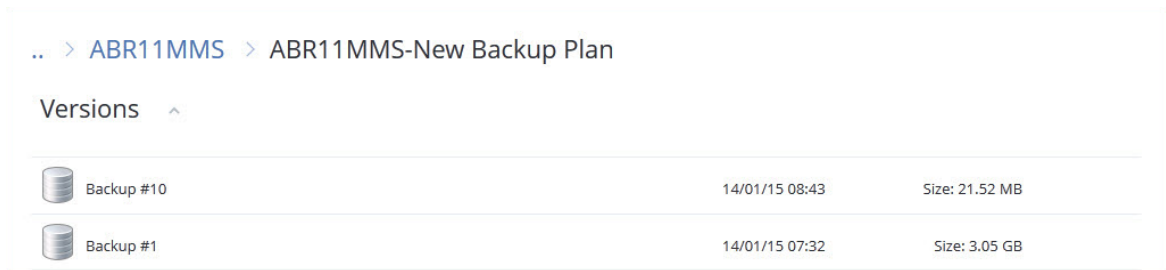 .. > ABR11MMS > ABR11MMS-New Backup Plan
Versions
Backup #10 14/01/15 08:43 Size: 21.52 MB
Backup #1 14/01/15 07:32 Size: 3.05 GB